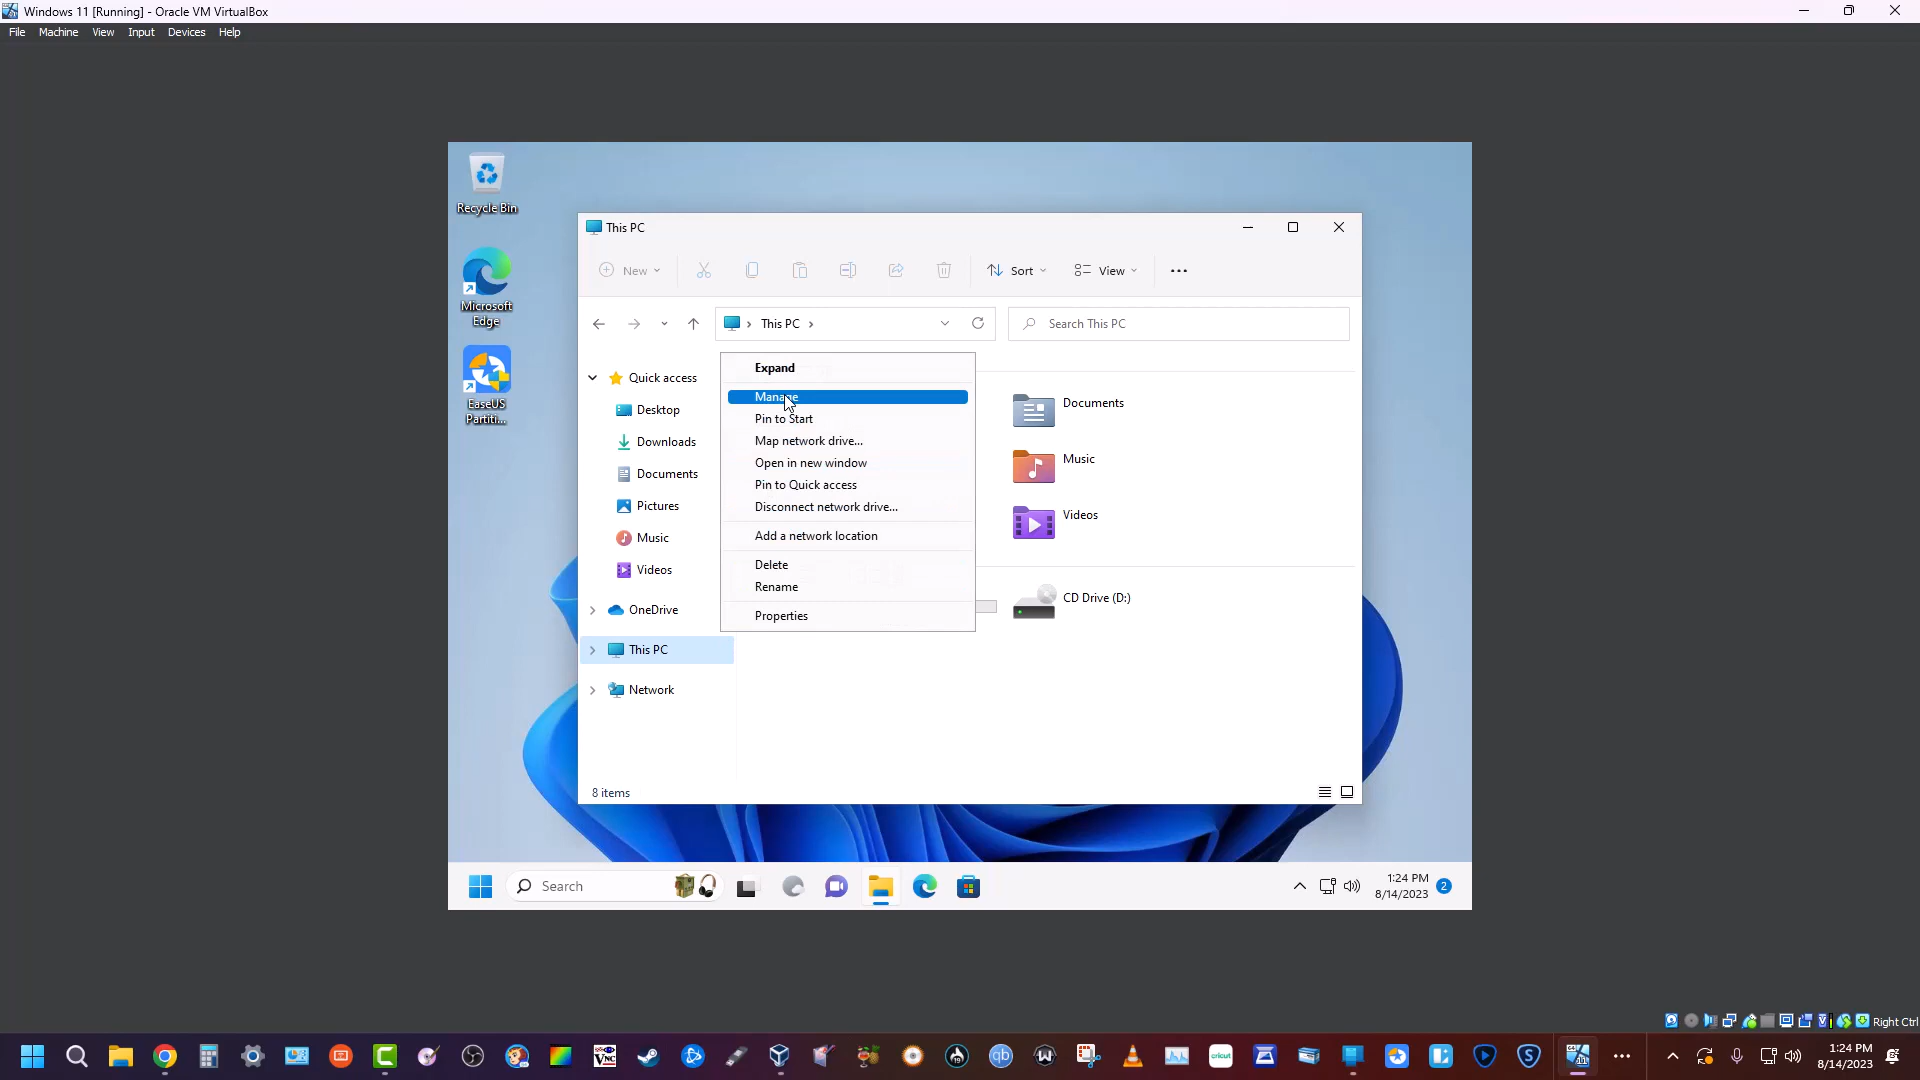 Windows 11 [Running] - Oracle VM VirtualBox
File Machine View Input Devices Help
Recycle Bin
Microsoft
Edge
EaseUS
Partiti...
This PC
New
Sort
View
This PC
Search This PC
Quick access
Desktop
Downloads
Documents
Pictures
Music
Videos
OneDrive
This PC
Network
Expand
Manage
Pin to Start
Map network drive...
Open in new window
Pin to Quick access
Disconnect network drive...
Add a network location
Delete
Rename
Properties
Documents
Music
Videos
CD Drive (D:)
8 items
Search
1:24 PM
8/14/2023
2
Right Ctrl
VNC
qb
cricut
S
1:24 PM
8/14/2023